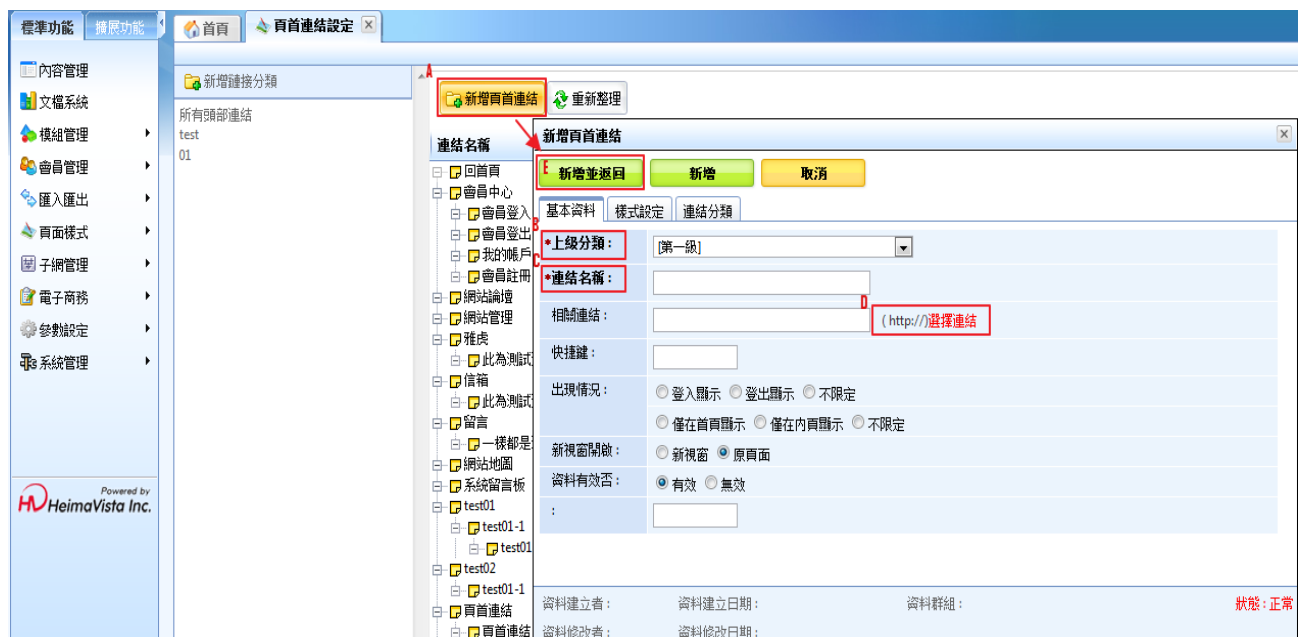 標準功能 擴展功能 首頁 頁首連結設定
內容管理
文檔系統
模組管理
會員管理
匯入匯出
頁面樣式
子網管理
電子商務
參數設定
系統管理
Powered by
HeimaVista Inc.
新增鏈接分類
所有頭部連結
test
01
A
新增頁首連結 重新整理
連結名稱
回首頁
會員中心
會員登入
會員登出
我的帳戶
會員註冊
網站論壇
網站管理
雅虎
此為測試
信箱
此為測試
留言
一樣都是
網站地圖
系統留言板
test01
test01-1
test01
test02
test01-1
頁首連結
頁首連結
新增頁首連結
E 新增並返回 新增 取消
基本資料 樣式設定 連結分類
B
*上級分類: [第一級]
C
*連結名稱:
D
相關連結: ( http://)選擇連結
快捷鍵:
出現情況: 登入顯示 登出顯示 不限定
僅在首頁顯示 僅在內頁顯示 不限定
新視窗開啟: 新視窗 原頁面
資料有效否: 有效 無效
:
資料建立者: 資料建立日期: 資料群組: 狀態:正常
資料修改者: 資料修改日期: